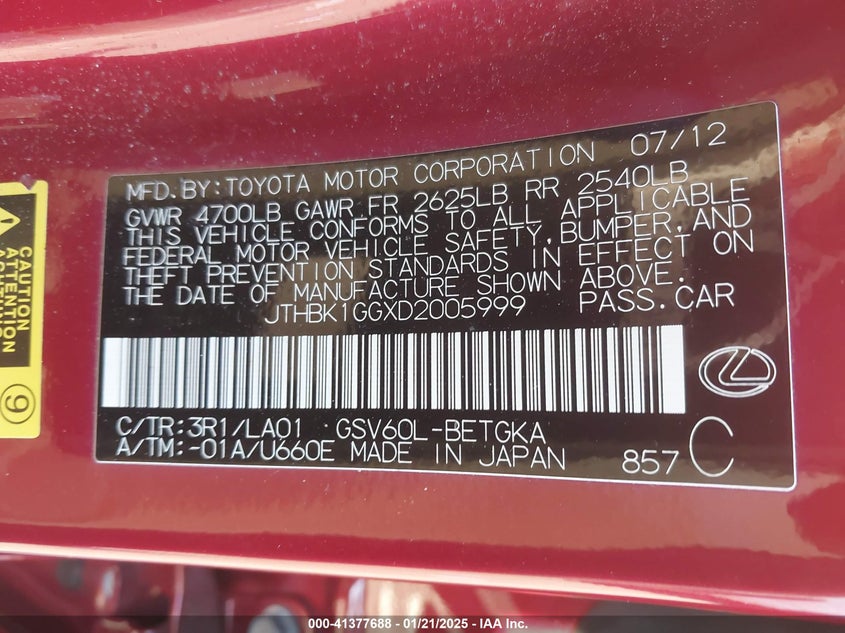 MFD.BY:TOYOTA MOTOR CORPORATION 07/12
GVWR 4700LB GAWR FR 2625LB RR 2540LB
THIS VEHICLE CONFORMS TO ALL APPLICABLE
FEDERAL MOTOR VEHICLE SAFETY,BUMPER,AND
THEFT PREVENTION STANDARDS IN EFFECT ON
THE DATE OF MANUFACTURE SHOWN ABOVE.
JTHBK1GGXD2005999 PASS.CAR
C/TR:3R1/LA01 GSV60L-BETGKA
A/TM:-01A/U660E MADE IN JAPAN
857 C
CAUTION
ATTENTION
9
000-41377688 - 01/21/2025 - IAA Inc.